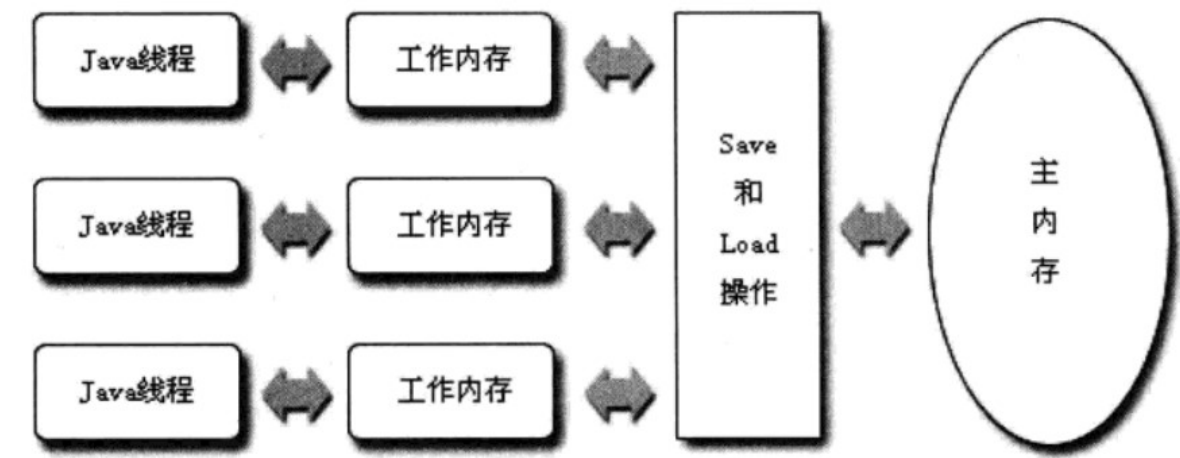 Java线程
工作内存
Java线程
工作内存
Java线程
工作内存
Save
和
Load
操作
主
内
存